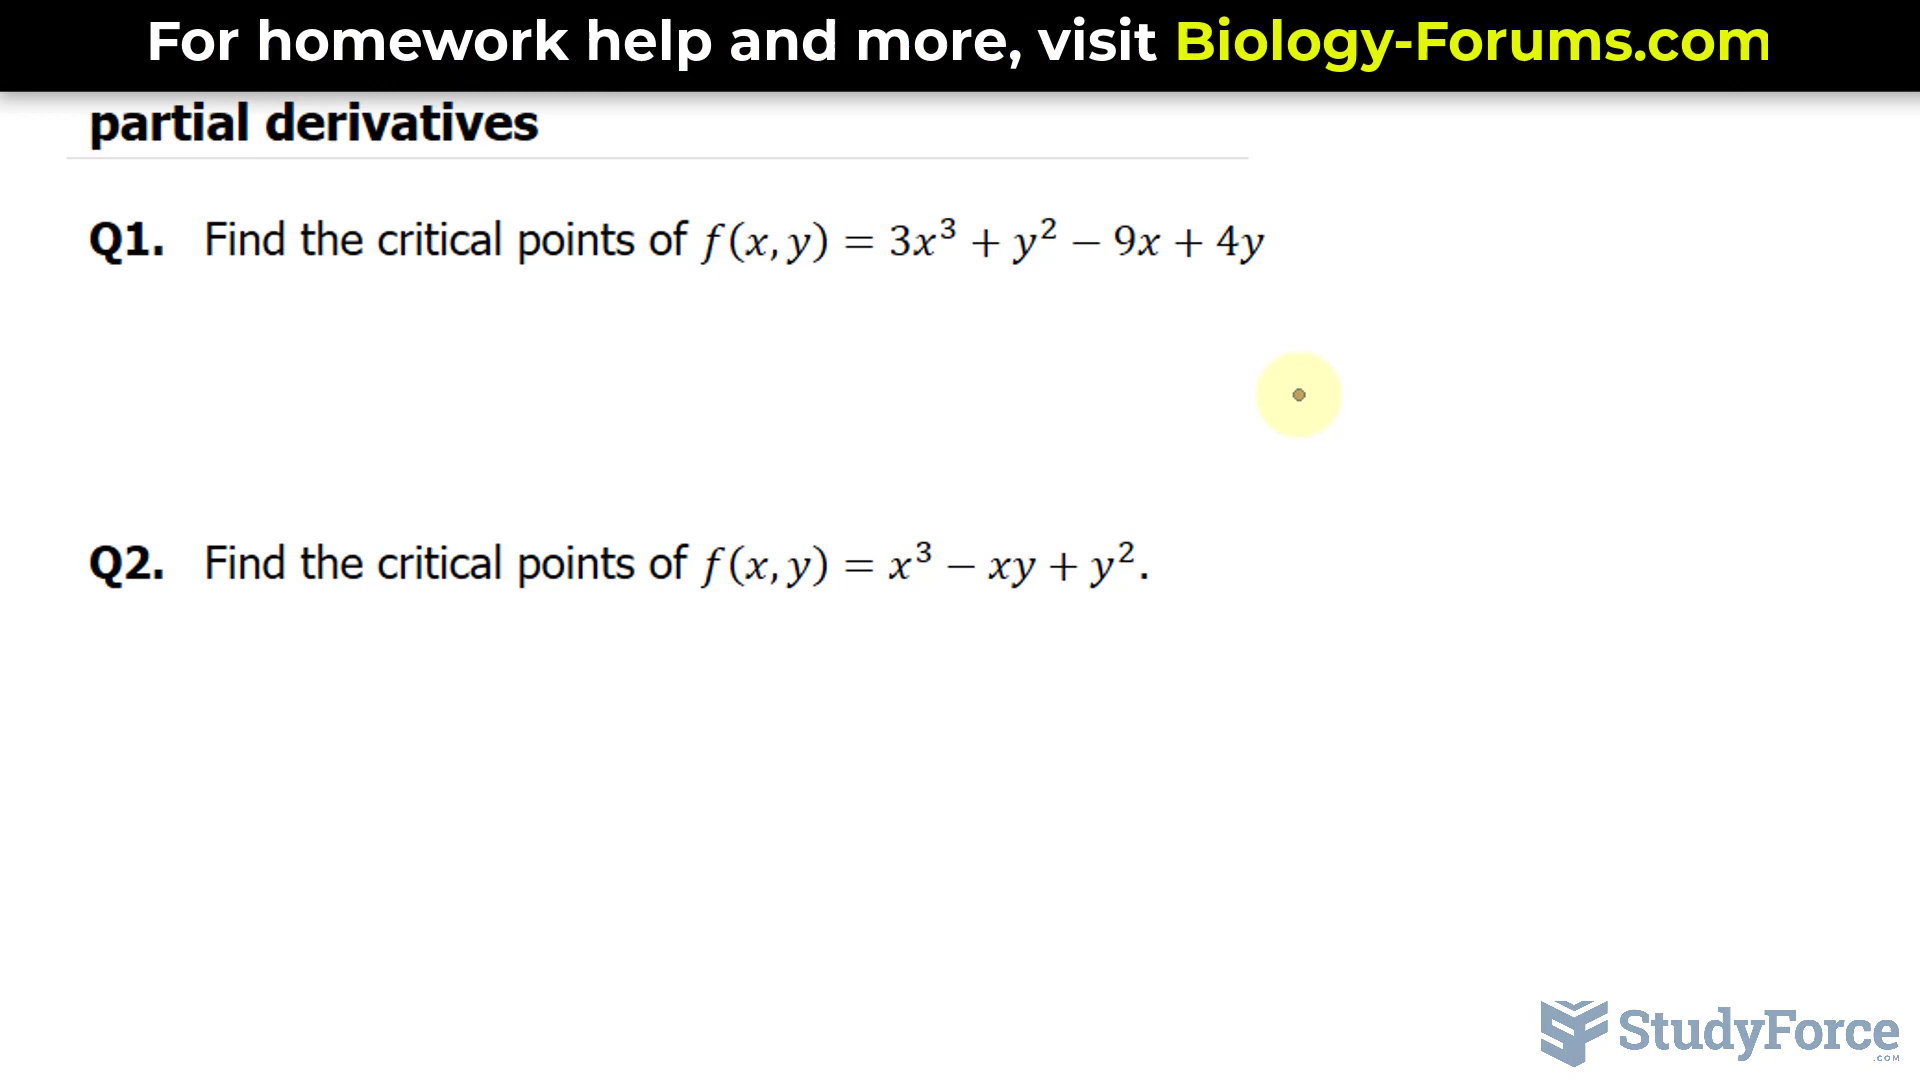 For homework help and more, visit Biology-Forums.com
partial derivatives
Q1. Find the critical points of f(x, y) = 3x³ + y² − 9x + 4y
Q2. Find the critical points of f(x, y) = x³ − xy + y².
StudyForce
.COM